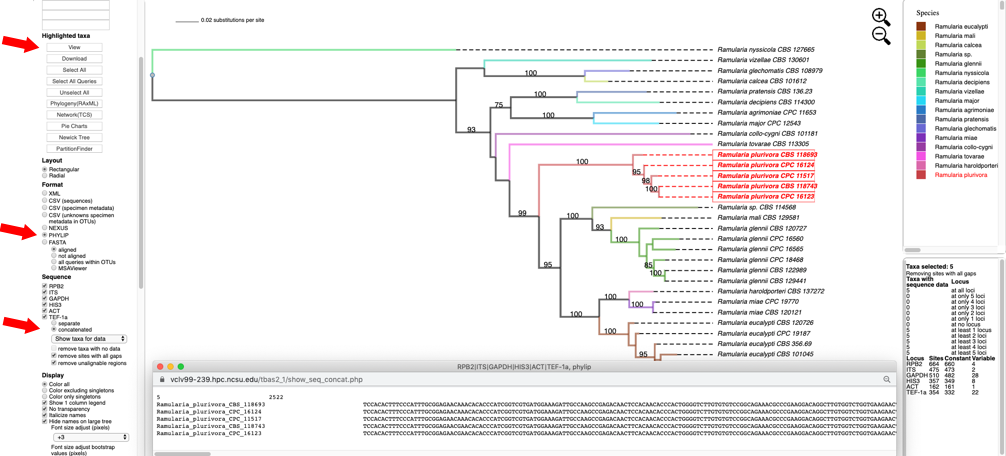 Highlighted taxa
View
Download
Select All
Select All Queries
Unselect All
Phylogeny(RAxML)
Network(TCS)
Pie Charts
Newick Tree
PartitionFinder
Layout
Rectangular
Radial
Format
XML
CSV (sequences)
CSV (specimen metadata)
CSV (unknowns specimen
metadata in OTUs)
NEXUS
PHYLIP
FASTA
aligned
not aligned
all queries within OTUs
MSAViewer
Sequence
RPB2
ITS
GAPDH
HIS3
ACT
TEF-1a
separate
concatenated
Show taxa for data
remove taxa with no data
remove sites with all gaps
remove unalignable regions
Display
Color all
Color excluding singletons
Color only singletons
Show 1 column legend
No transparency
Italicize names
Hide names on large tree
Font size adjust (pixels)
+3
Font size adjust bootstrap
values (pixels)
0.02 substitutions per site
Ramularia nyssicola CBS 127665
Ramularia vizellae CBS 130601
100
Ramularia glechomatis CBS 108979
Ramularia calcea CBS 101612
Ramularia pratensis CBS 136.23
100
Ramularia decipiens CBS 114300
75
Ramularia agrimoniae CPC 11653
100
Ramularia major CPC 12543
93
Ramularia collo-cygni CBS 101181
Ramularia tovarae CBS 113305
Ramularia plurivora CBS 118693
100
Ramularia plurivora CPC 16124
95
Ramularia plurivora CPC 11517
98
Ramularia plurivora CBS 118743
100
Ramularia plurivora CPC 16123
Ramularia sp. CBS 114568
99
100
Ramularia mali CBS 129581
93
Ramularia glennii CBS 120727
100
Ramularia glennii CPC 16560
Ramularia glennii CPC 16565
95
Ramularia glennii CPC 18468
85
Ramularia glennii CBS 122989
100
Ramularia glennii CBS 129441
Ramularia haroldporteri CBS 137272
100
Ramularia miae CPC 19770
Ramularia miae CBS 120121
Ramularia eucalypti CBS 120726
100
Ramularia eucalypti CPC 19187
Ramularia eucalypti CBS 356.69
95
Ramularia eucalypti CBS 101045
Species
Ramularia eucalypti
Ramularia mali
Ramularia calcea
Ramularia sp.
Ramularia glennii
Ramularia nyssicola
Ramularia decipiens
Ramularia vizellae
Ramularia major
Ramularia agrimoniae
Ramularia pratensis
Ramularia glechomatis
Ramularia miae
Ramularia collo-cygni
Ramularia tovarae
Ramularia haroldporteri
Ramularia plurivora
Taxa selected: 5
Removing sites with all gaps
Taxa with sequence data Locus
5 at all loci
0 at only 5 loci
0 at only 4 loci
0 at only 3 loci
0 at only 2 loci
0 at only 1 loci
0 at no locus
5 at least 1 locus
5 at least 2 loci
5 at least 3 loci
5 at least 4 loci
5 at least 5 loci
Locus Sites Constant Variable
RPB2 664 660 4
ITS 475 473 2
GAPDH 510 482 28
HIS3 357 349 8
ACT 162 161 1
TEF-1a 354 332 22
RPB2|ITS|GAPDH|HIS3|ACT|TEF-1a, phylip
vclv99-239.hpc.ncsu.edu/tbas2_1/show_seq_concat.php
5 2522
Ramularia_plurivora_CBS_118693
Ramularia_plurivora_CPC_16124
Ramularia_plurivora_CPC_11517
Ramularia_plurivora_CBS_118743
Ramularia_plurivora_CPC_16123